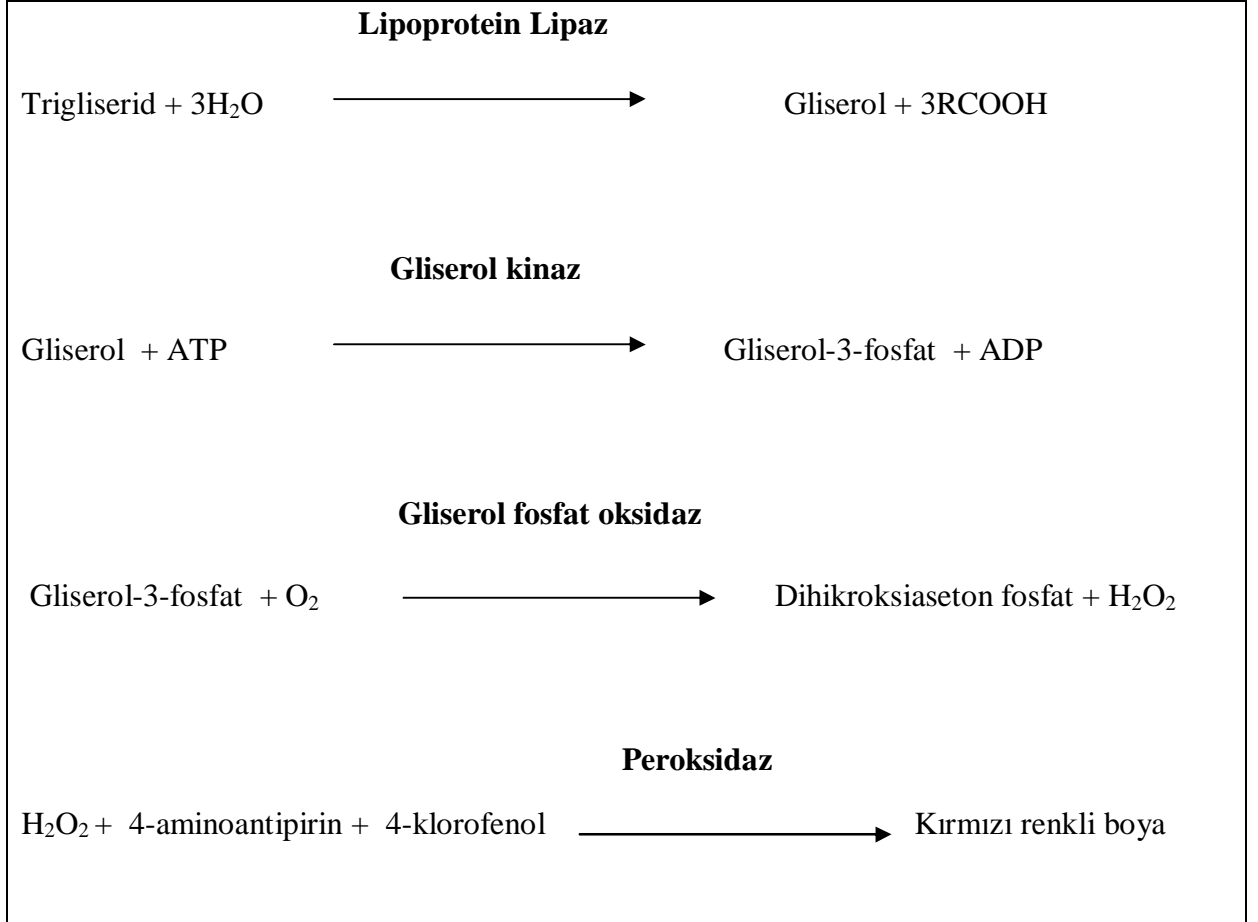 Lipoprotein Lipaz
Trigliserid + 3H₂O Gliserol + 3RCOOH
Gliserol kinaz
Gliserol + ATP Gliserol-3-fosfat + ADP
Gliserol fosfat oksidaz
Gliserol-3-fosfat + O₂ Dihikroksiaseton fosfat + H₂O₂
Peroksidaz
H₂O₂ + 4-aminoantipirin + 4-klorofenol Kırmızı renkli boya